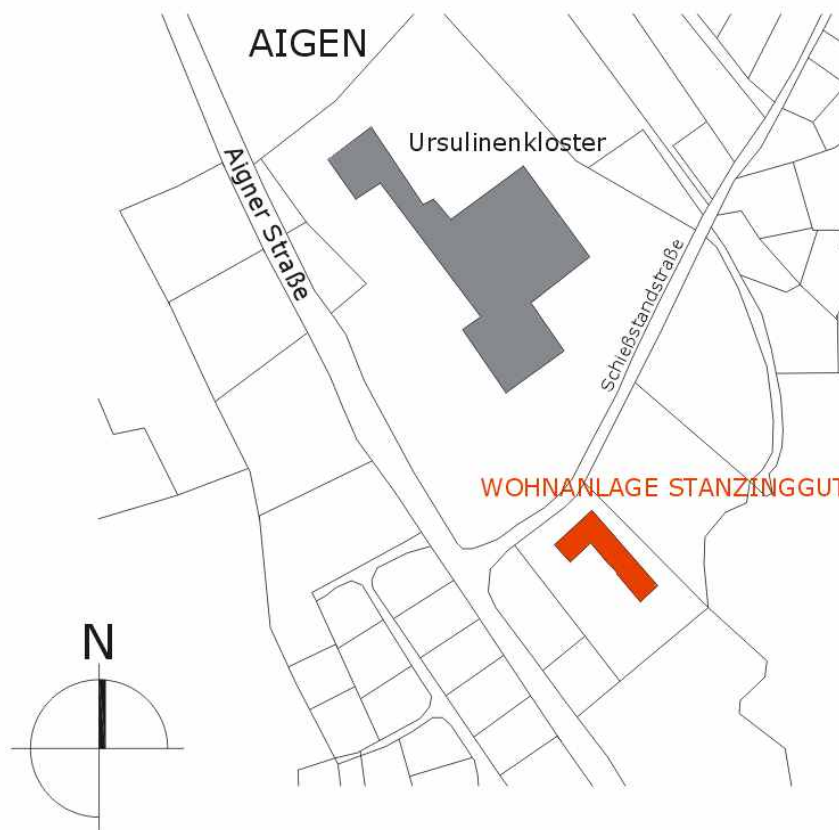 AIGEN
Ursulinenkloster
Aigner Straße
Schießstandstraße
WOHNANLAGE STANZINGGUT
N